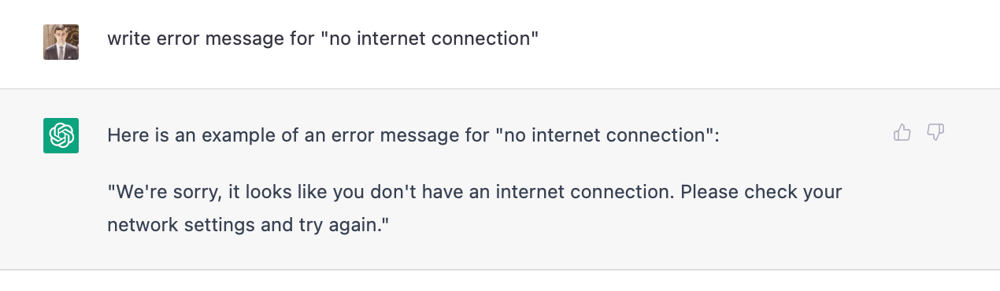 write error message for "no internet connection"
Here is an example of an error message for "no internet connection":
"We're sorry, it looks like you don't have an internet connection. Please check your
network settings and try again."